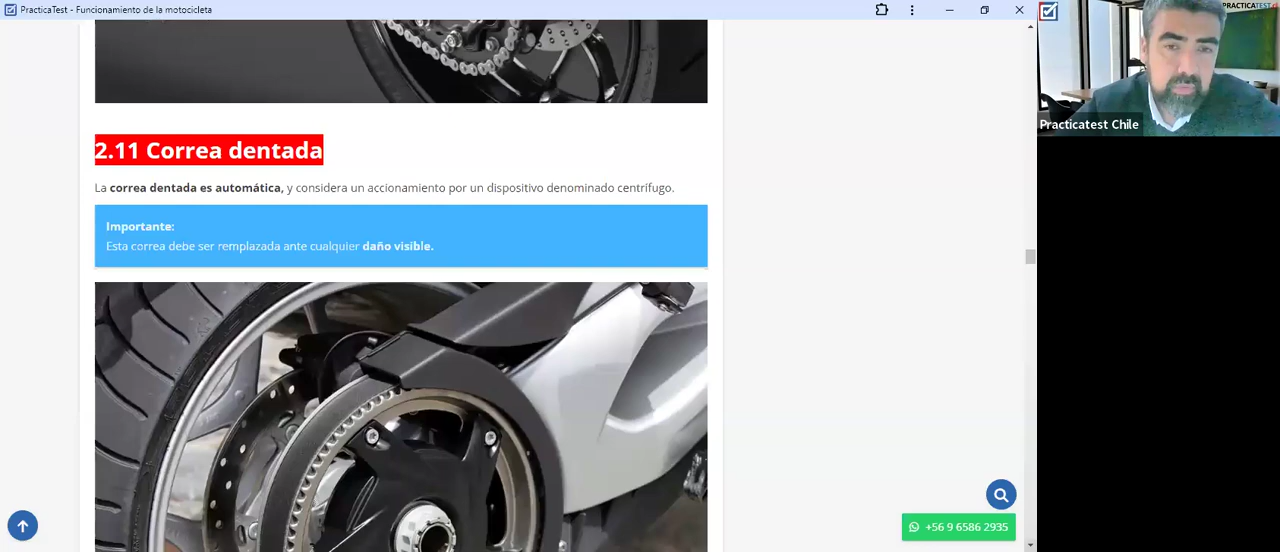 PracticaTest - Funcionamiento de la motocicleta
PRACTICATEST.cl
Practicatest Chile
2.11 Correa dentada
La correa dentada es automática, y considera un accionamiento por un dispositivo denominado centrífugo.
Importante:
Esta correa debe ser remplazada ante cualquier daño visible.
+56 9 6586 2935